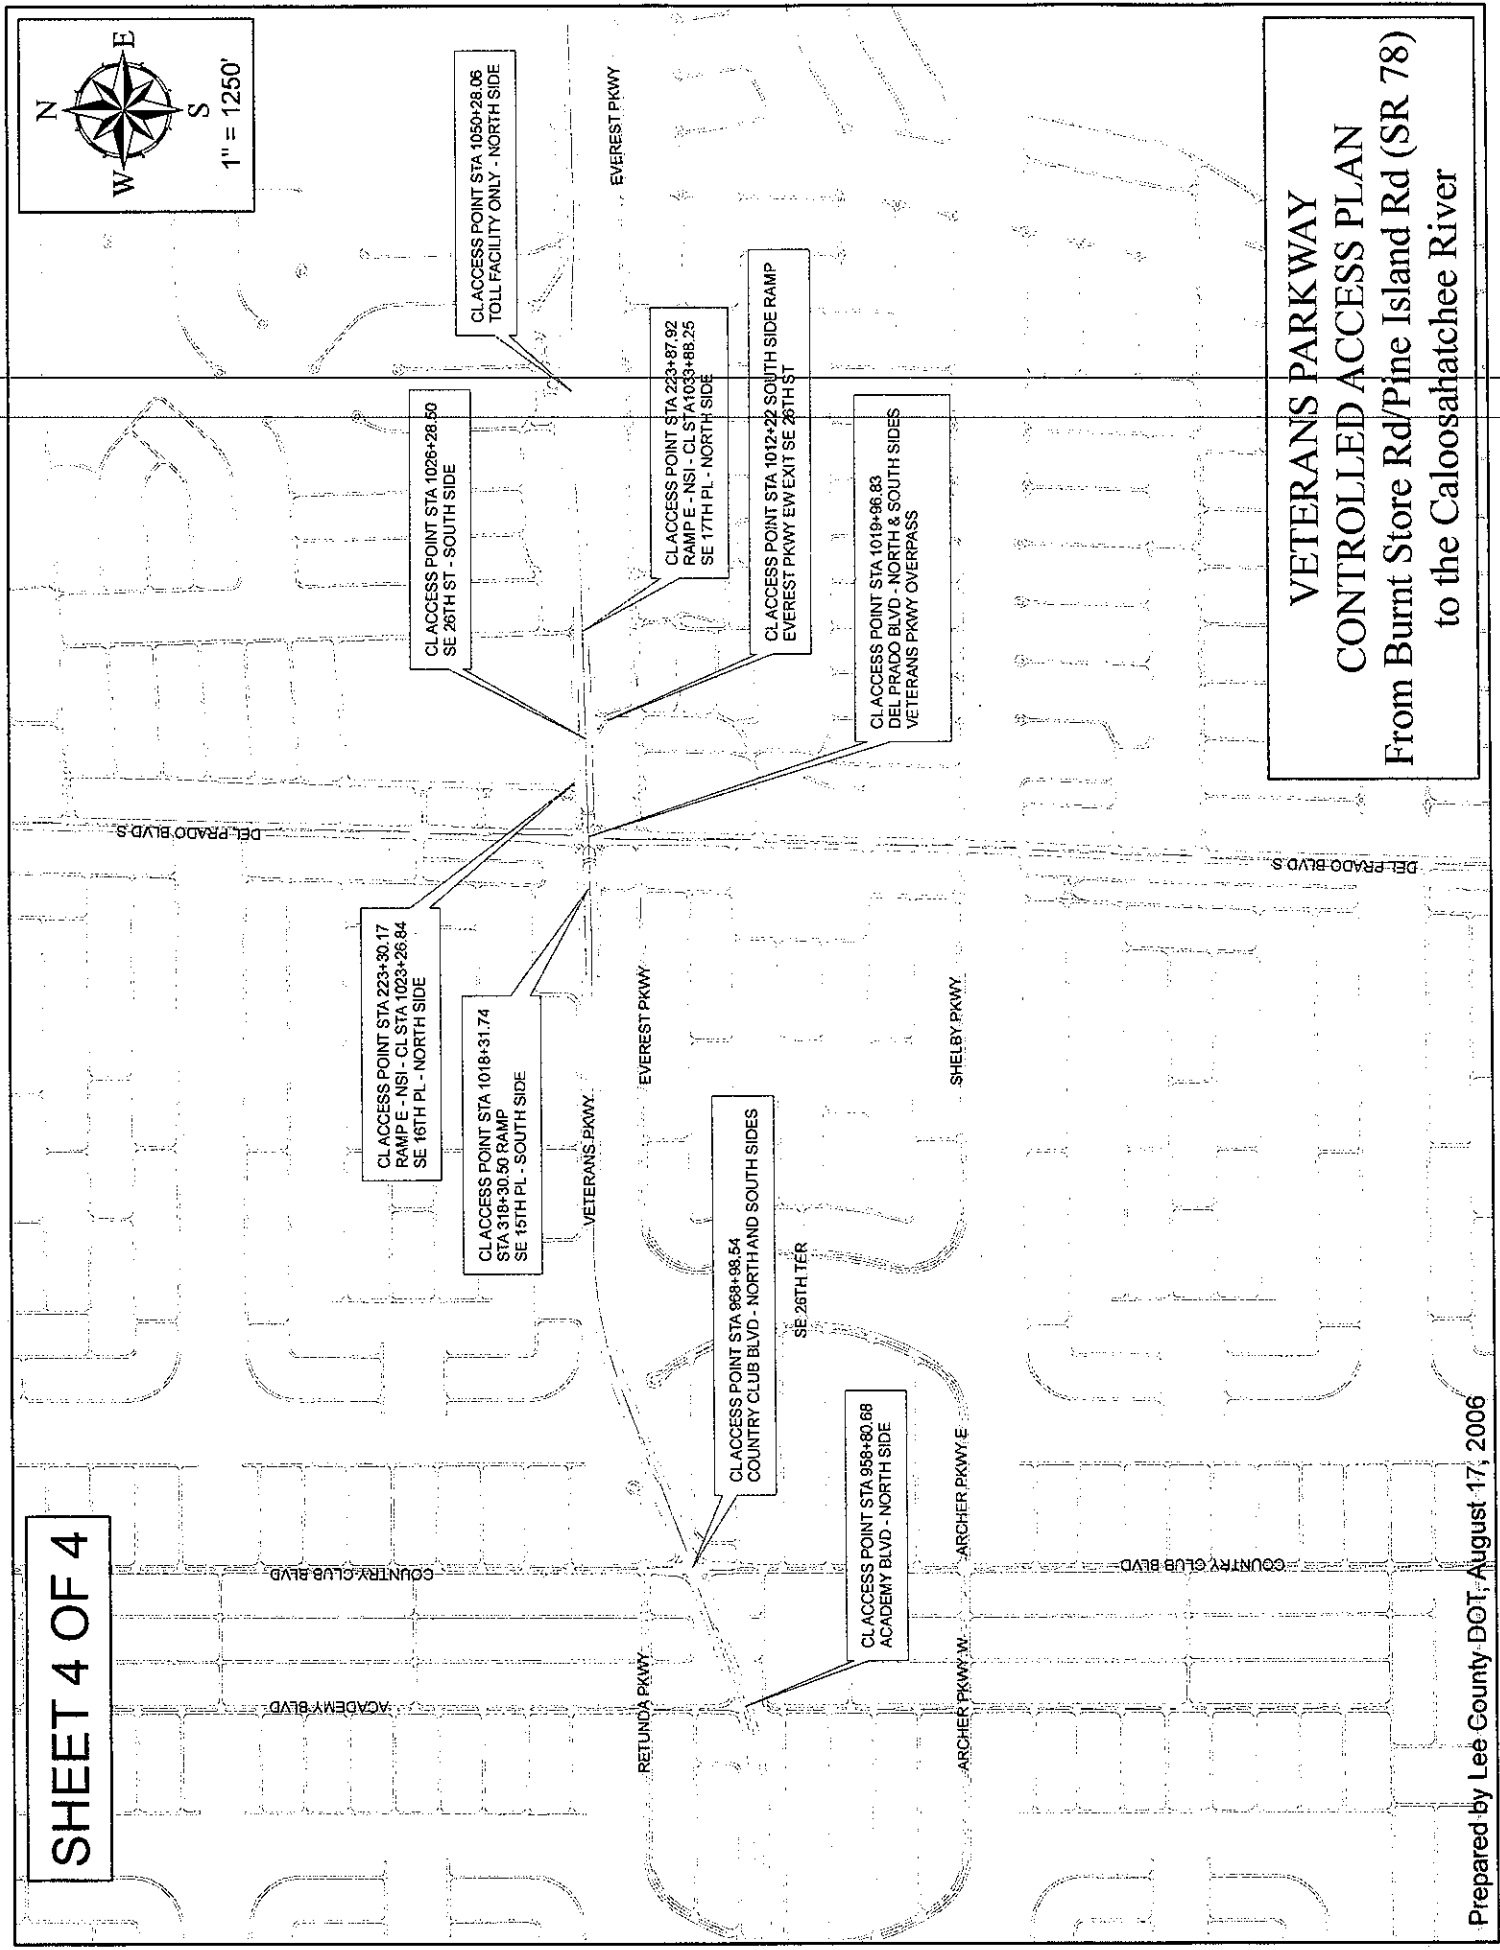 SHEET 4 OF 4
N
W
E
S
1" = 1250'
CL ACCESS POINT STA 1050+28.06
TOLL FACILITY ONLY - NORTH SIDE
CL ACCESS POINT STA 1026+28.50
SE 26TH ST - SOUTH SIDE
CL ACCESS POINT STA 223+30.17
RAMP E - NSI - CL STA 1023+26.84
SE 16TH PL - NORTH SIDE
CL ACCESS POINT STA 1018+31.74
STA 318+30.50 RAMP
SE 15TH PL - SOUTH SIDE
CL ACCESS POINT STA 223+87.92
RAMP E - NSI - CL STA1033+88.25
SE 17TH PL - NORTH SIDE
CL ACCESS POINT STA 1012+22 SOUTH SIDE RAMP
EVEREST PKWY EW EXIT SE 26TH ST
CL ACCESS POINT STA 1019+96.83
DEL PRADO BLVD - NORTH & SOUTH SIDES
VETERANS PKWY OVERPASS
CL ACCESS POINT STA 968+98.54
COUNTRY CLUB BLVD - NORTH AND SOUTH SIDES
CL ACCESS POINT STA 958+80.68
ACADEMY BLVD - NORTH SIDE
ACADEMY BLVD
COUNTRY CLUB BLVD
DEL PRADO BLVD S
VETERANS PKWY
EVEREST PKWY
RETUNDA PKWY
EVEREST PKWY
SE 26TH TER
ARCHER PKWY W
ARCHER PKWY E
SHELBY PKWY
COUNTRY CLUB BLVD
DEL PRADO BLVD S
VETERANS PARKWAY
CONTROLLED ACCESS PLAN
From Burnt Store Rd/Pine Island Rd (SR 78)
to the Caloosahatchee River
Prepared by Lee County DOT, August 17, 2006